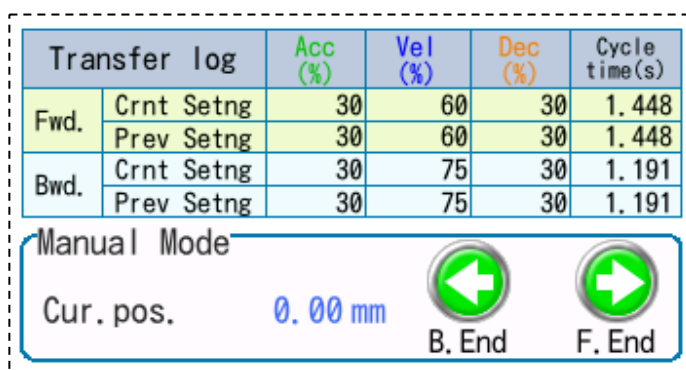 Transfer log Acc (%) Vel (%) Dec (%) Cycle time(s)
Fwd. Crnt Setng 30 60 30 1.448
Prev Setng 30 60 30 1.448
Bwd. Crnt Setng 30 75 30 1.191
Prev Setng 30 75 30 1.191
Manual Mode
Cur.pos. 0.00 mm
B.End F.End